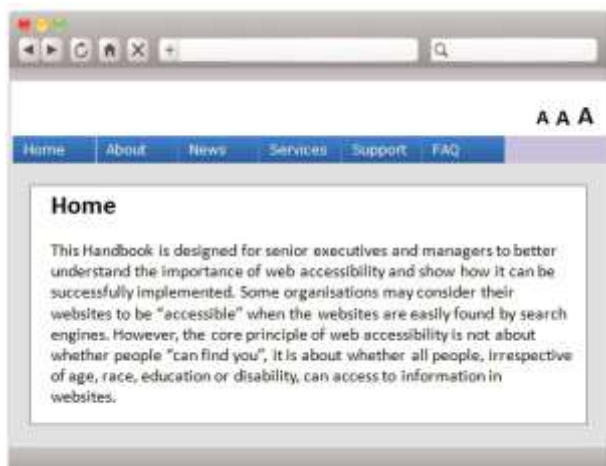 A A A
Home About News Services Support FAQ
Home
This Handbook is designed for senior executives and managers to better
understand the importance of web accessibility and show how it can be
successfully implemented. Some organisations may consider their
websites to be “accessible” when the websites are easily found by search
engines. However, the core principle of web accessibility is not about
whether people “can find you”, it is about whether all people, irrespective
of age, race, education or disability, can access to information in
websites.